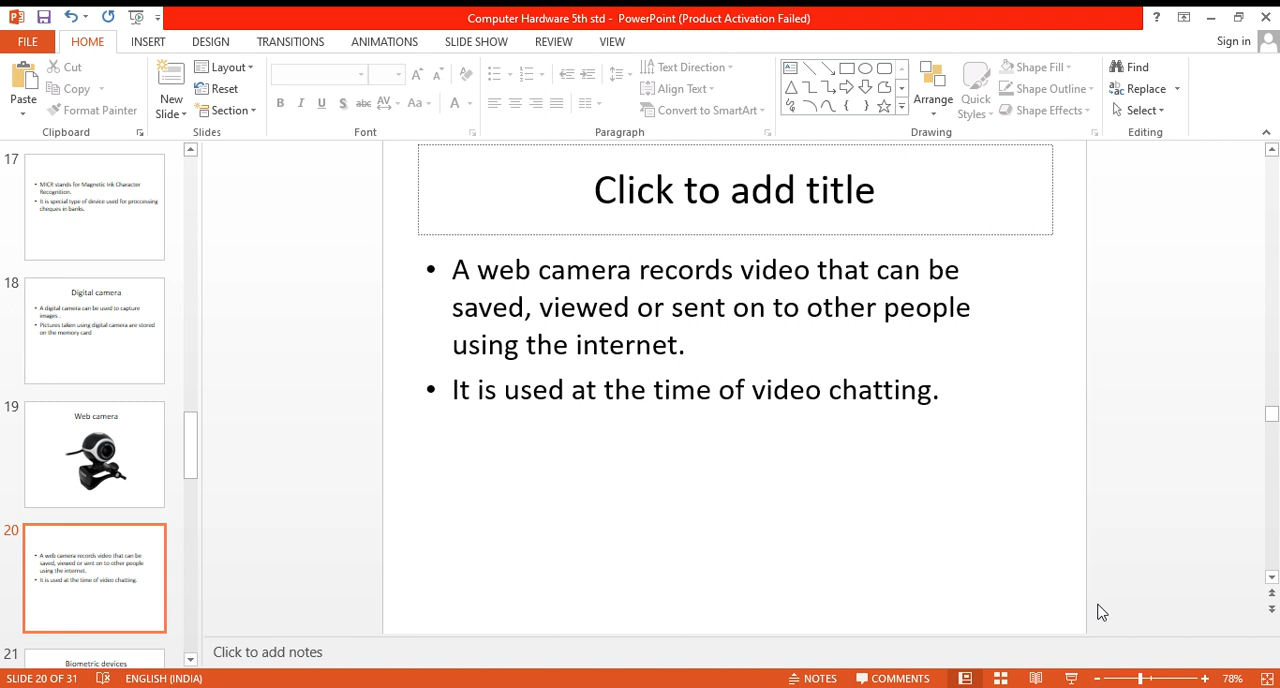 Computer Hardware 5th std - PowerPoint (Product Activation Failed)
?
FILE HOME INSERT DESIGN TRANSITIONS ANIMATIONS SLIDE SHOW REVIEW VIEW Sign in
Paste
Cut
Copy
Format Painter
Clipboard
New
Slide
Layout
Reset
Section
Slides
B I U S abc AV Aa A
Font
Text Direction
Align Text
Convert to SmartArt
Paragraph
Arrange
Quick
Styles
Shape Fill
Shape Outline
Shape Effects
Drawing
Find
Replace
Select
Editing
17
• MICR stands for Magnetic Ink Character
Recognition.
• It is special type of device used for proccessing
cheques in banks.
18
Digital camera
• A digital camera can be used to capture
images .
• Pictures taken using digital camera are stored
on the memory card
19
Web camera
20
• A web camera records video that can be
saved, viewed or sent on to other people
using the internet.
• It is used at the time of video chatting.
21
Biometric devices
Click to add title
• A web camera records video that can be
saved, viewed or sent on to other people
using the internet.
• It is used at the time of video chatting.
Click to add notes
SLIDE 20 OF 31 ENGLISH (INDIA) NOTES COMMENTS 78%